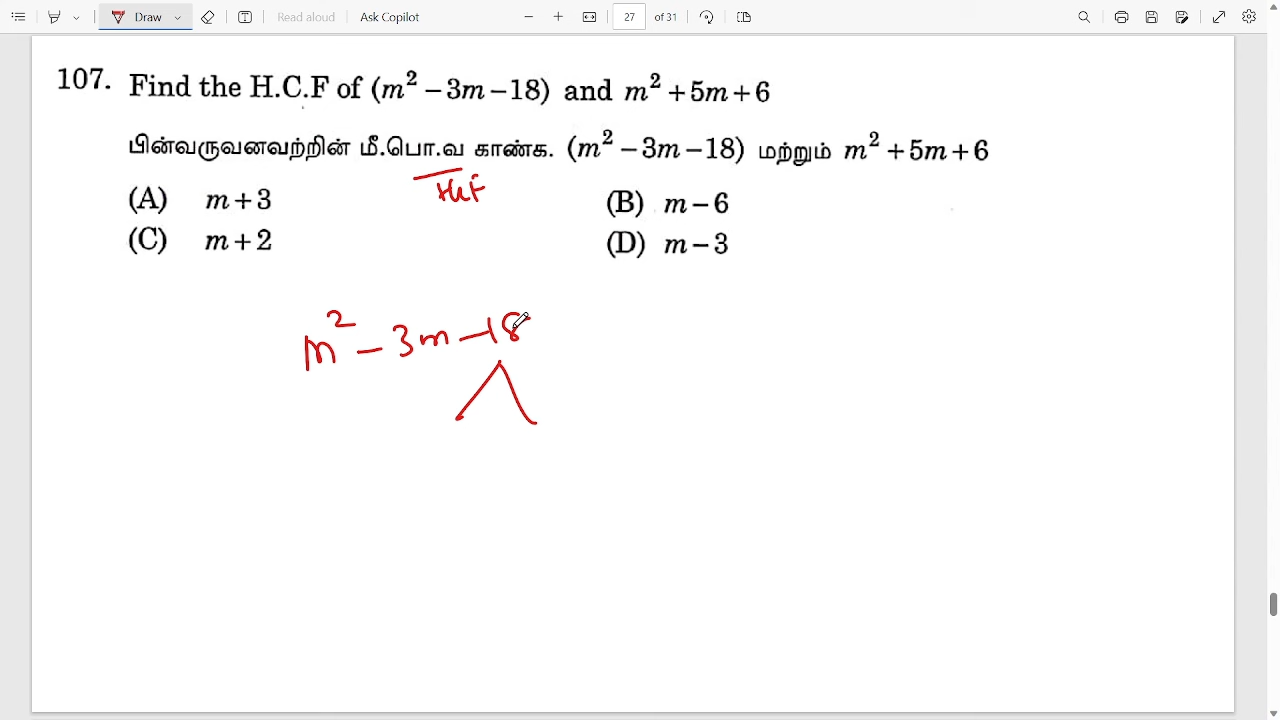 Draw Read aloud Ask Copilot 27 of 31
107. Find the H.C.F of (m² – 3m – 18) and m² + 5m + 6
பின்வருவனவற்றின் மீ.பொ.வ காண்க. (m² – 3m – 18) மற்றும் m² + 5m + 6
HCF
(A) m + 3 (B) m – 6
(C) m + 2 (D) m – 3
m² – 3m – 18